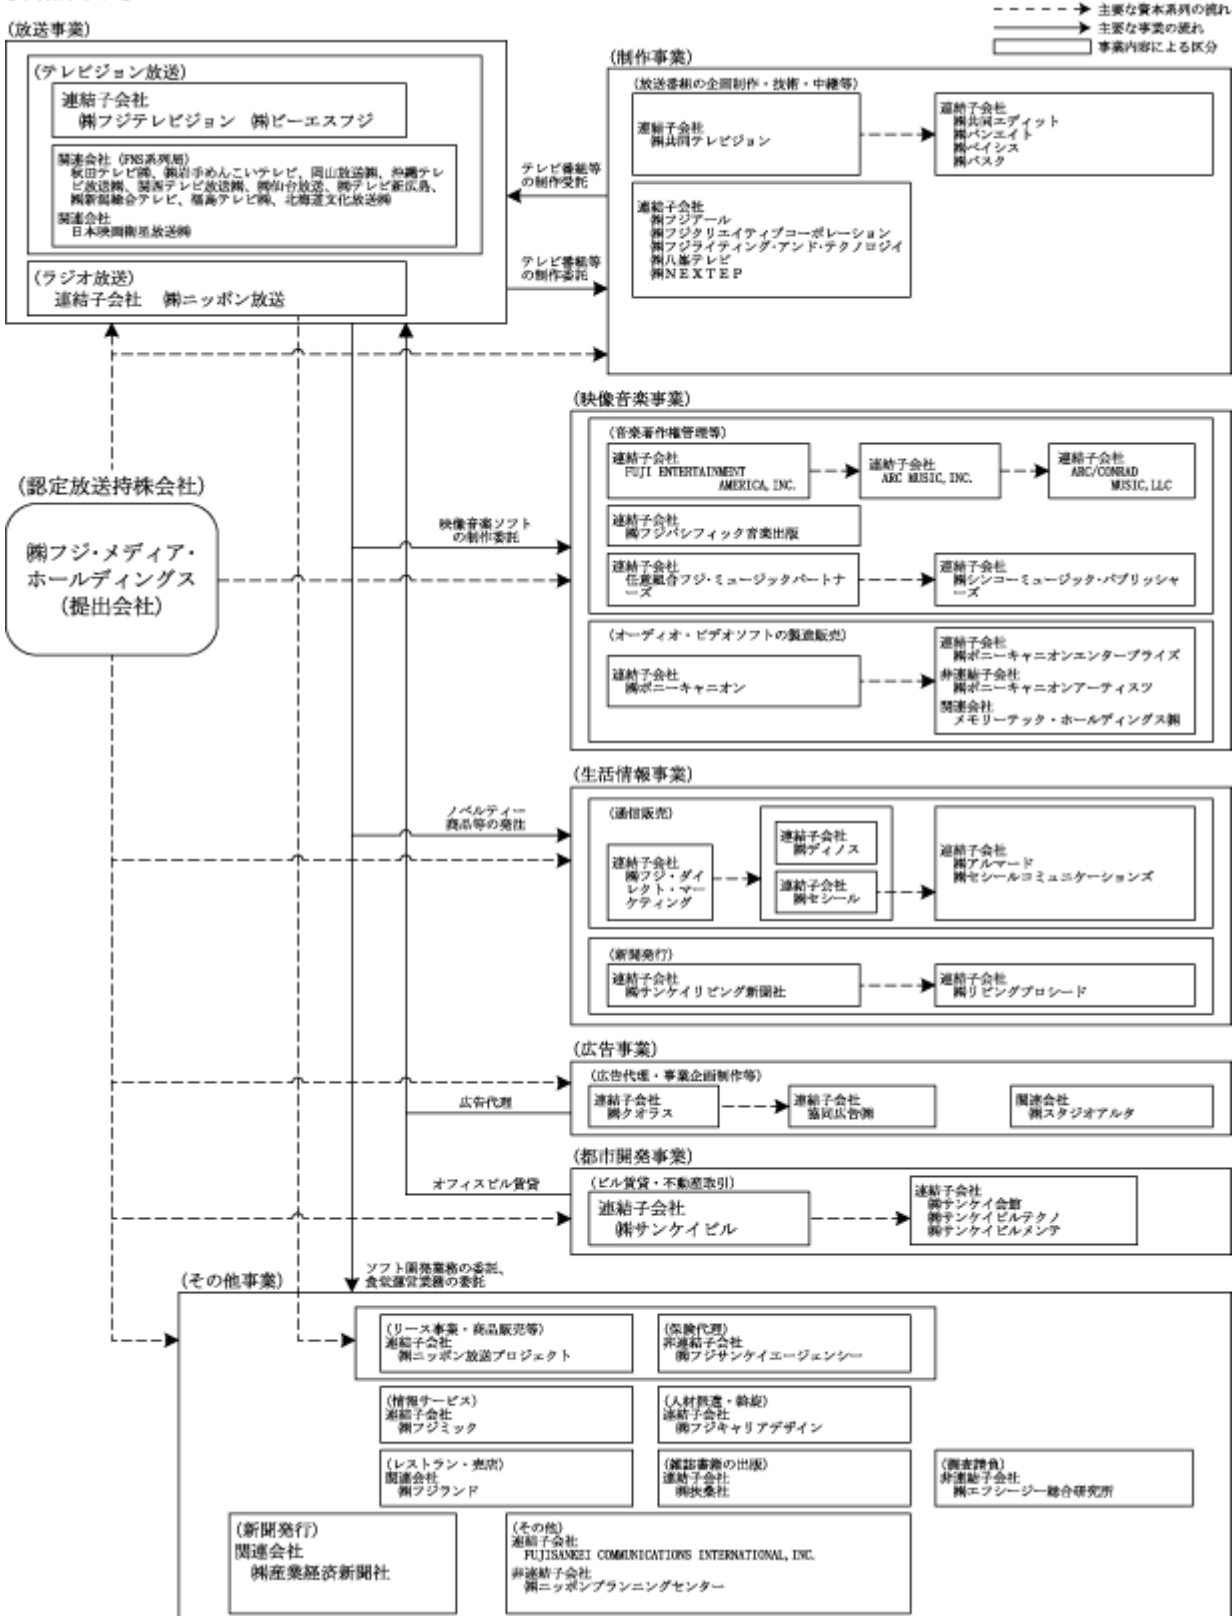 主要な資本系列の流れ
主要な事業の流れ
事業内容による区分
(放送事業)
(テレビジョン放送)
連結子会社
㈱フジテレビジョン ㈱ビーエスフジ
関連会社 (FNS系列局)
秋田テレビ㈱、㈱岩手めんこいテレビ、岡山放送㈱、沖縄テレ
ビ放送㈱、関西テレビ放送㈱、㈱仙台放送、㈱テレビ新広島、
㈱新潟総合テレビ、福島テレビ㈱、北海道文化放送㈱
関連会社
日本映画衛星放送㈱
(ラジオ放送)
連結子会社 ㈱ニッポン放送
テレビ番組等
の制作受託
テレビ番組等
の制作委託
(制作事業)
(放送番組の企画制作・技術・中継等)
連結子会社
㈱共同テレビジョン
連結子会社
㈱共同エディット
㈱バンエイト
㈱ベイシス
㈱バスク
連結子会社
㈱フジアール
㈱フジクリエイティブコーポレーション
㈱フジライティング・アンド・テクノロジイ
㈱八峯テレビ
㈱NEXTEP
(認定放送持株会社)
㈱フジ・メディア・
ホールディングス
(提出会社)
映像音楽ソフト
の制作委託
(映像音楽事業)
(音楽著作権管理等)
連結子会社
FUJI ENTERTAINMENT
AMERICA, INC.
連結子会社
ARC MUSIC, INC.
連結子会社
ARC/CONRAD
MUSIC, LLC
連結子会社
㈱フジパシフィック音楽出版
連結子会社
任意組合フジ・ミュージックパートナ
ーズ
連結子会社
㈱シンコーミュージック・パブリッシャ
ーズ
(オーディオ・ビデオソフトの製造販売)
連結子会社
㈱ポニーキャニオン
連結子会社
㈱ポニーキャニオンエンタープライズ
非連結子会社
㈱ポニーキャニオンアーティスツ
関連会社
メモリーテック・ホールディングス㈱
ノベルティー
商品等の発注
(生活情報事業)
(通信販売)
連結子会社
㈱フジ・ダイ
レクト・マー
ケティング
連結子会社
㈱ディノス
連結子会社
㈱セシール
連結子会社
㈱アルマード
㈱セシールコミュニケーションズ
(新聞発行)
連結子会社
㈱サンケイリビング新聞社
連結子会社
㈱リビングプロシード
広告代理
(広告事業)
(広告代理・事業企画制作等)
連結子会社
㈱クオラス
連結子会社
協同広告㈱
関連会社
㈱スタジオアルタ
オフィスビル賃貸
(都市開発事業)
(ビル賃貸・不動産取引)
連結子会社
㈱サンケイビル
連結子会社
㈱サンケイ会館
㈱サンケイビルテクノ
㈱サンケイビルメンテ
ソフト開発業務の委託、
食堂運営業務の委託
(その他事業)
(リース事業・商品販売等)
連結子会社
㈱ニッポン放送プロジェクト
(保険代理)
非連結子会社
㈱フジサンケイエージェンシー
(情報サービス)
連結子会社
㈱フジミック
(人材派遣・斡旋)
連結子会社
㈱フジキャリアデザイン
(レストラン・売店)
関連会社
㈱フジランド
(雑誌書籍の出版)
連結子会社
㈱扶桑社
(調査請負)
非連結子会社
㈱エフシージー総合研究所
(新聞発行)
関連会社
㈱産業経済新聞社
(その他)
連結子会社
FUJISANKEI COMMUNICATIONS INTERNATIONAL, INC.
非連結子会社
㈱ニッポンプランニングセンター